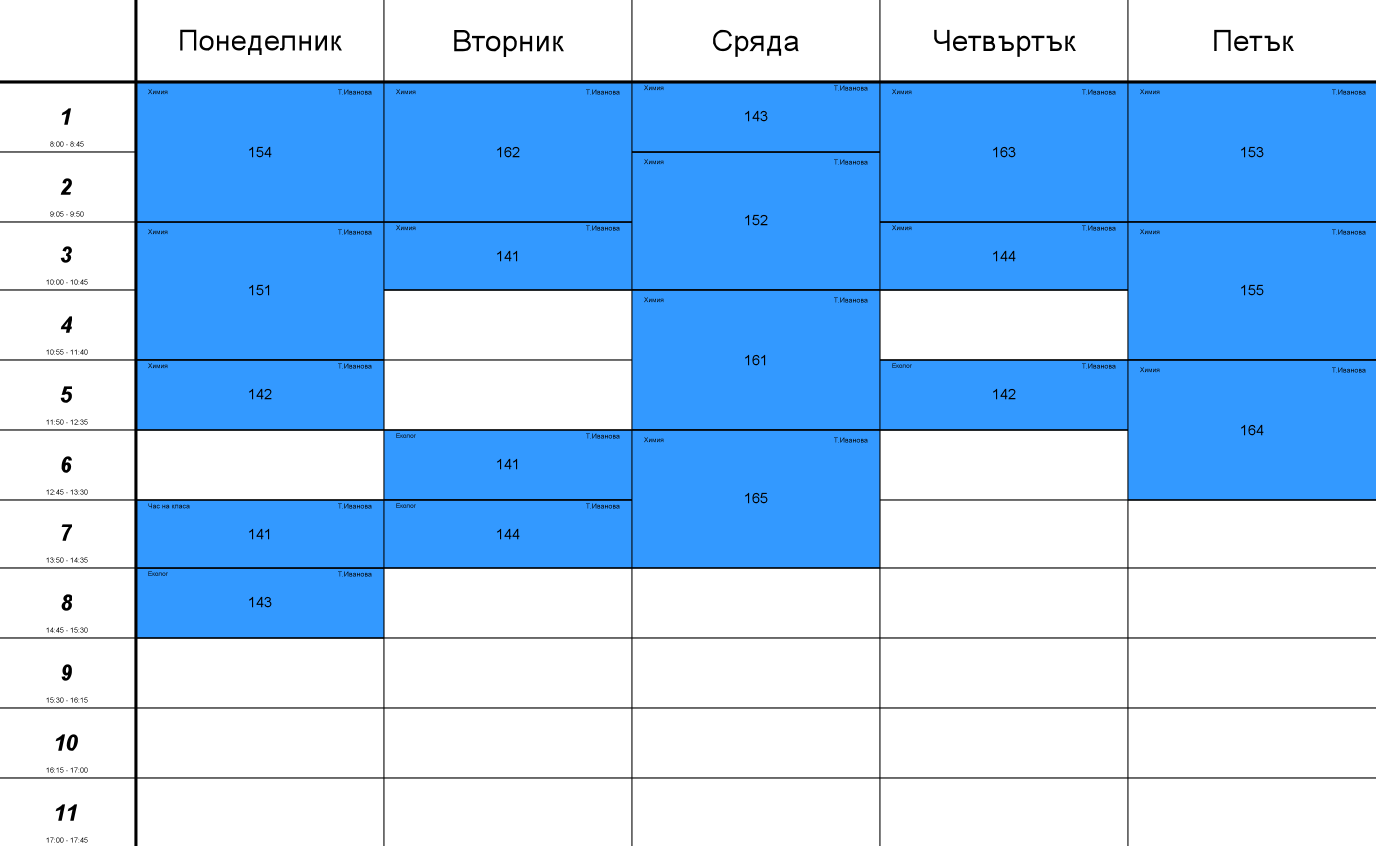 Понеделник Вторник Сряда Четвъртък Петък
1
8:00 - 8:45
2
9:05 - 9:50
3
10:00 - 10:45
4
10:55 - 11:40
5
11:50 - 12:35
6
12:45 - 13:30
7
13:50 - 14:35
8
14:45 - 15:30
9
15:30 - 16:15
10
16:15 - 17:00
11
17:00 - 17:45
Химия Т.Иванова
154
Химия Т.Иванова
151
Химия Т.Иванова
142
Час на класа Т.Иванова
141
Еколог Т.Иванова
143
Химия Т.Иванова
162
Химия Т.Иванова
141
Еколог Т.Иванова
141
Еколог Т.Иванова
144
Химия Т.Иванова
143
Химия Т.Иванова
152
Химия Т.Иванова
161
Химия Т.Иванова
165
Химия Т.Иванова
163
Химия Т.Иванова
144
Еколог Т.Иванова
142
Химия Т.Иванова
153
Химия Т.Иванова
155
Химия Т.Иванова
164